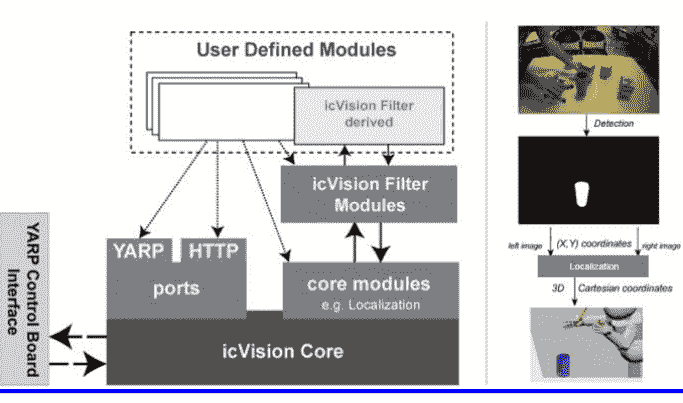 User Defined Modules
icVision Filter
derived
icVision Filter
Modules
YARP HTTP
ports
core modules
e.g. Localization
icVision Core
YARP Control Board
Interface
Detection
left image (X,Y) coordinates right image
Localization
3D Cartesian coordinates